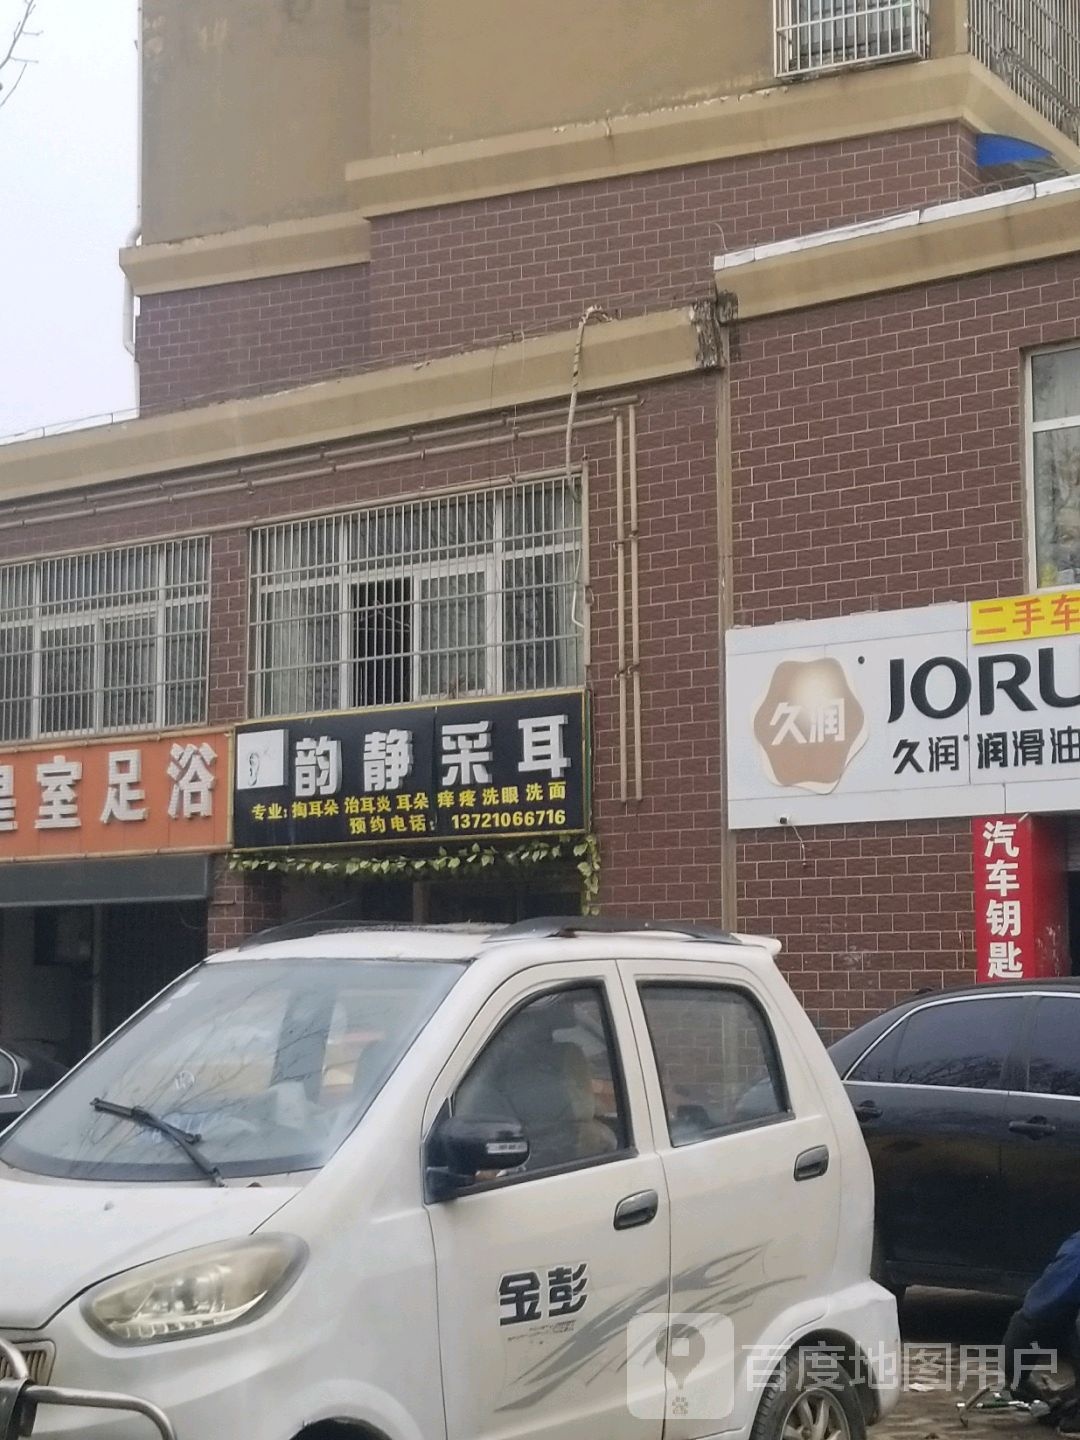 室足浴
韵静采耳
专业:掏耳朵 治耳炎 耳朵 痒疼 洗眼 洗面
预约电话: 13721066716
二手车
久润
JORU
久润 润滑油
汽车钥匙
金彭
百度地图用户